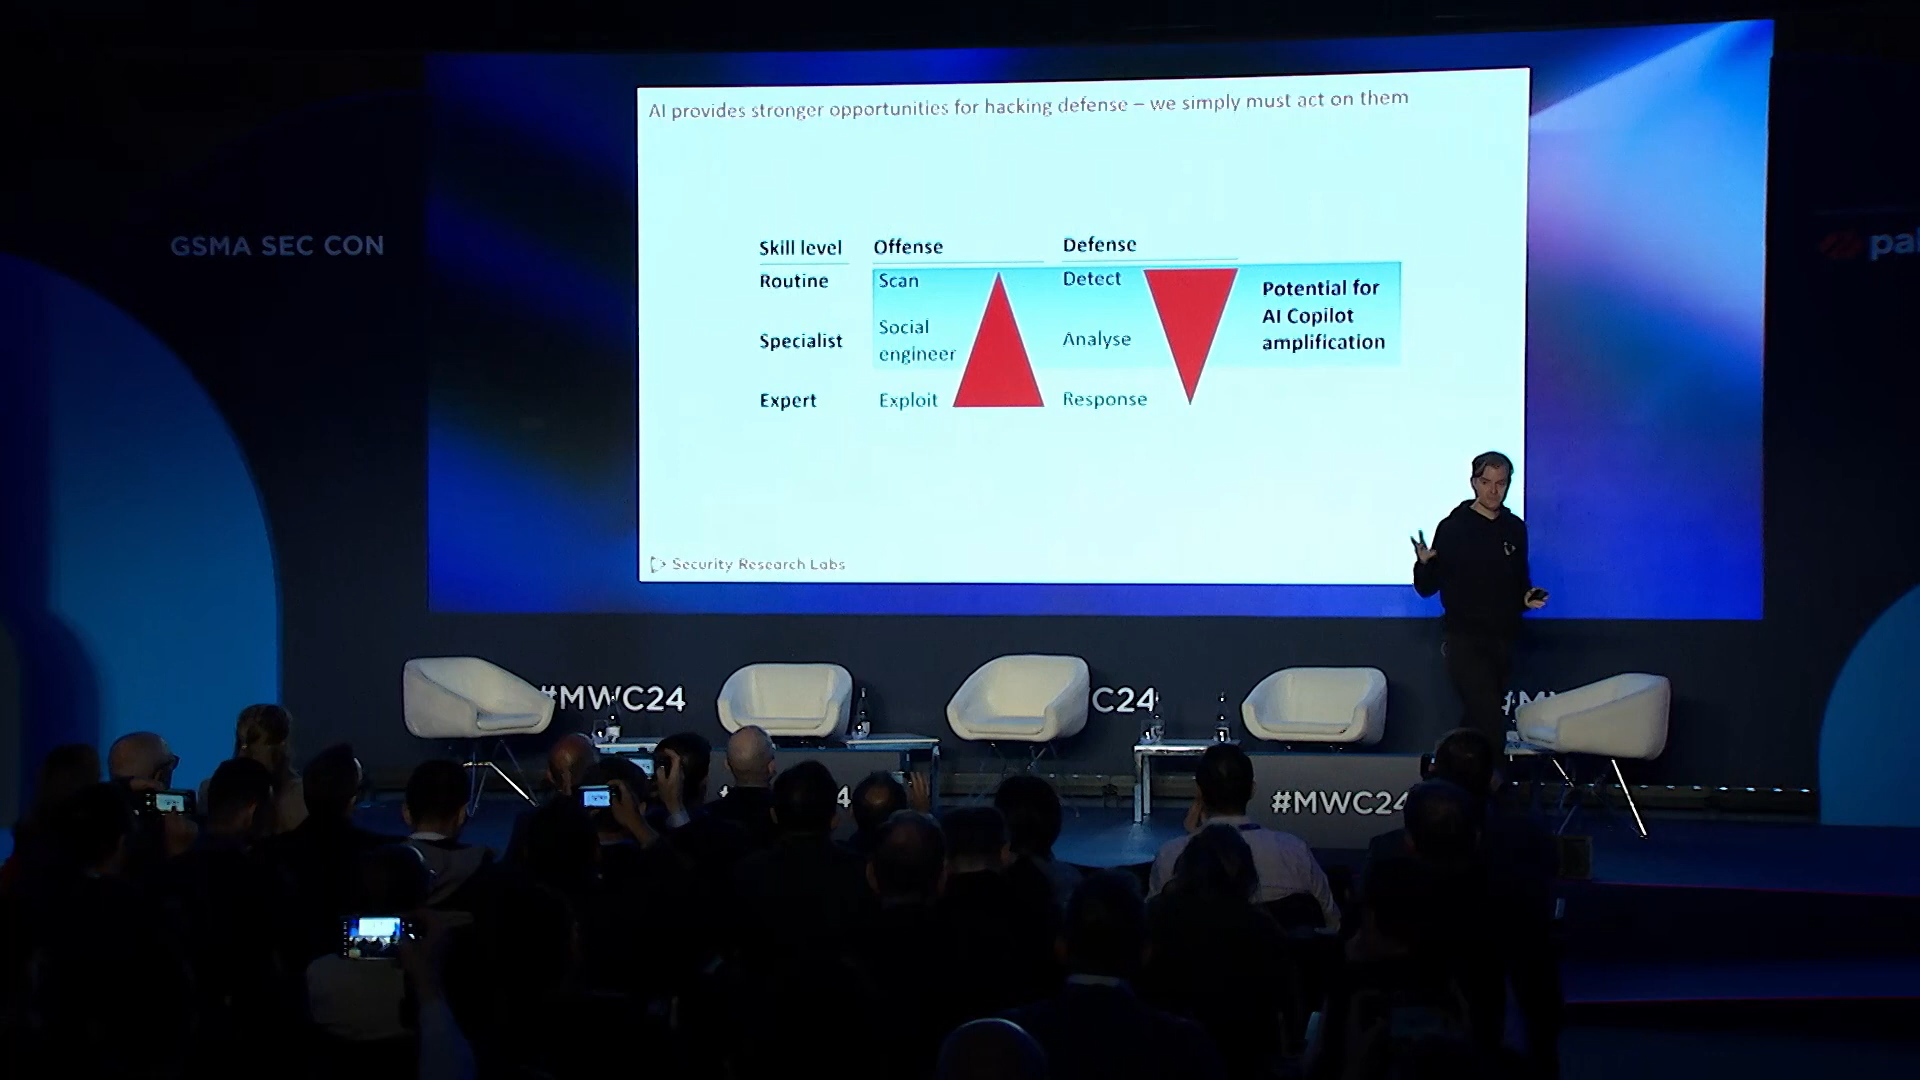 AI provides stronger opportunities for hacking defense – we simply must act on them
GSMA SEC CON
Skill level Offense Defense
Routine Scan Detect
Potential for
AI Copilot
amplification
Specialist Social
engineer Analyse
Expert Exploit Response
Security Research Labs
#MWC24
C24
#MWC24